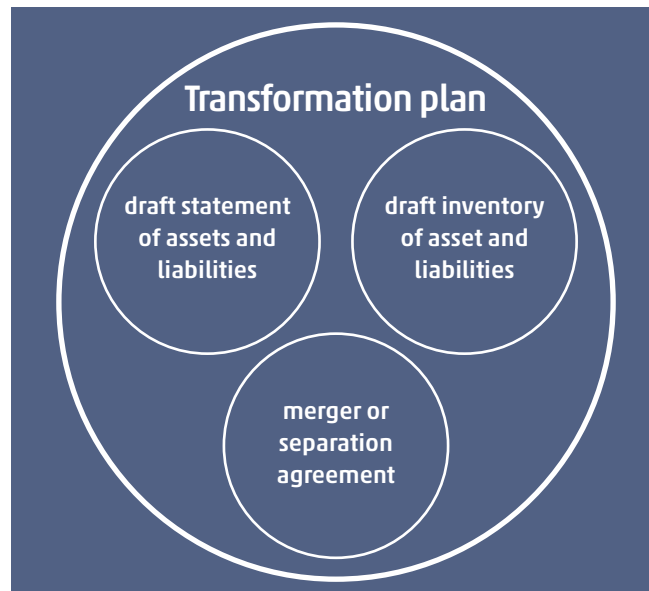 Transformation plan
draft statement
of assets and
liabilities
draft inventory
of asset and
liabilities
merger or
separation
agreement